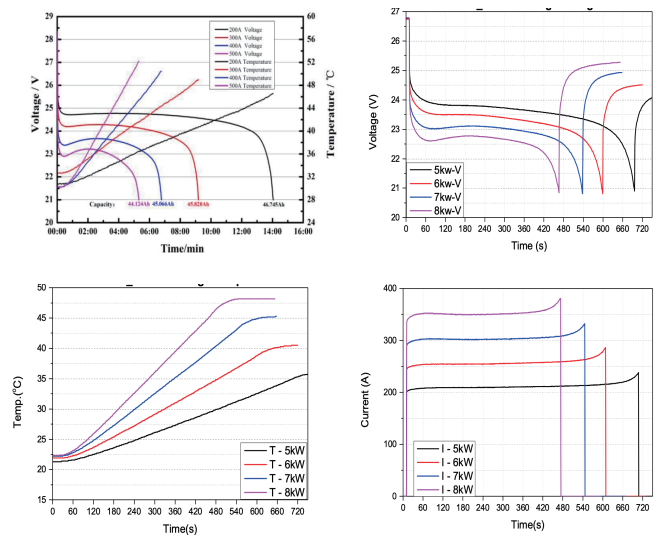 29
28
27
26
25
24
23
22
21
20
Voltage / V
60
56
52
48
44
40
36
32
28
24
Temperature / ℃
200A Voltage
300A Voltage
400A Voltage
500A Voltage
200A Temperature
300A Temperature
400A Temperature
500A Temperature
Capacity: 44.124Ah 45.066Ah 45.828Ah 46.745Ah
00:00 02:00 04:00 06:00 08:00 10:00 12:00 14:00 16:00
Time/min
27
26
25
24
23
22
21
20
Voltage (V)
5kw-V
6kw-V
7kw-V
8kw-V
0 60 120 180 240 300 360 420 480 540 600 660 720
Time (s)
50
45
40
35
30
25
20
15
Temp.(°C)
T - 5kW
T - 6kW
T - 7kW
T - 8kW
0 60 120 180 240 300 360 420 480 540 600 660 720
Time(s)
400
300
200
100
0
Current (A)
I - 5kW
I - 6kW
I - 7kW
I - 8kW
0 60 120 180 240 300 360 420 480 540 600 660 720
Time(s)